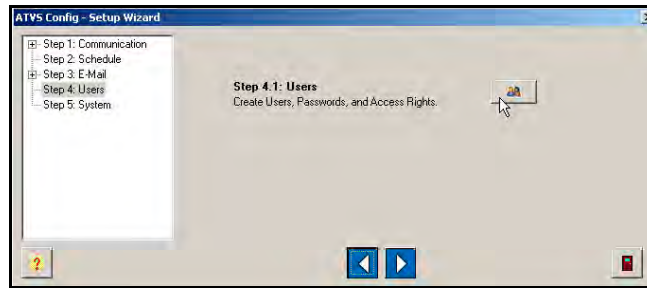 ATVS Config - Setup Wizard
Step 1: Communication
Step 2: Schedule
Step 3: E-Mail
Step 4: Users
Step 5: System
Step 4.1: Users
Create Users, Passwords, and Access Rights.
?